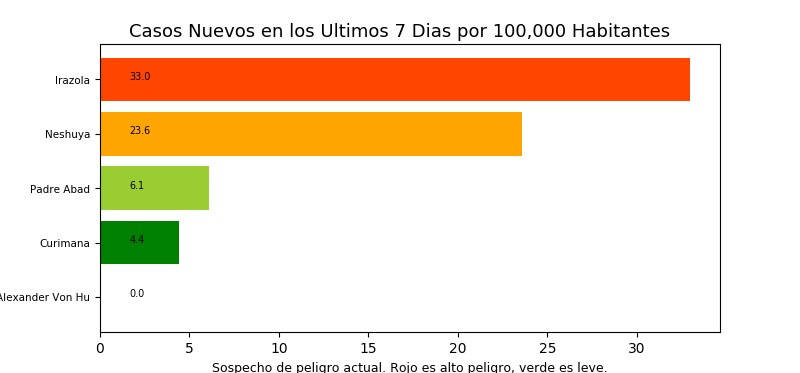 Casos Nuevos en los Ultimos 7 Dias por 100,000 Habitantes
Irazola
33.0
Neshuya
23.6
Padre Abad
6.1
Curimana
4.4
Alexander Von Hu
0.0
0 5 10 15 20 25 30
Sospecho de peligro actual. Rojo es alto peligro, verde es leve.